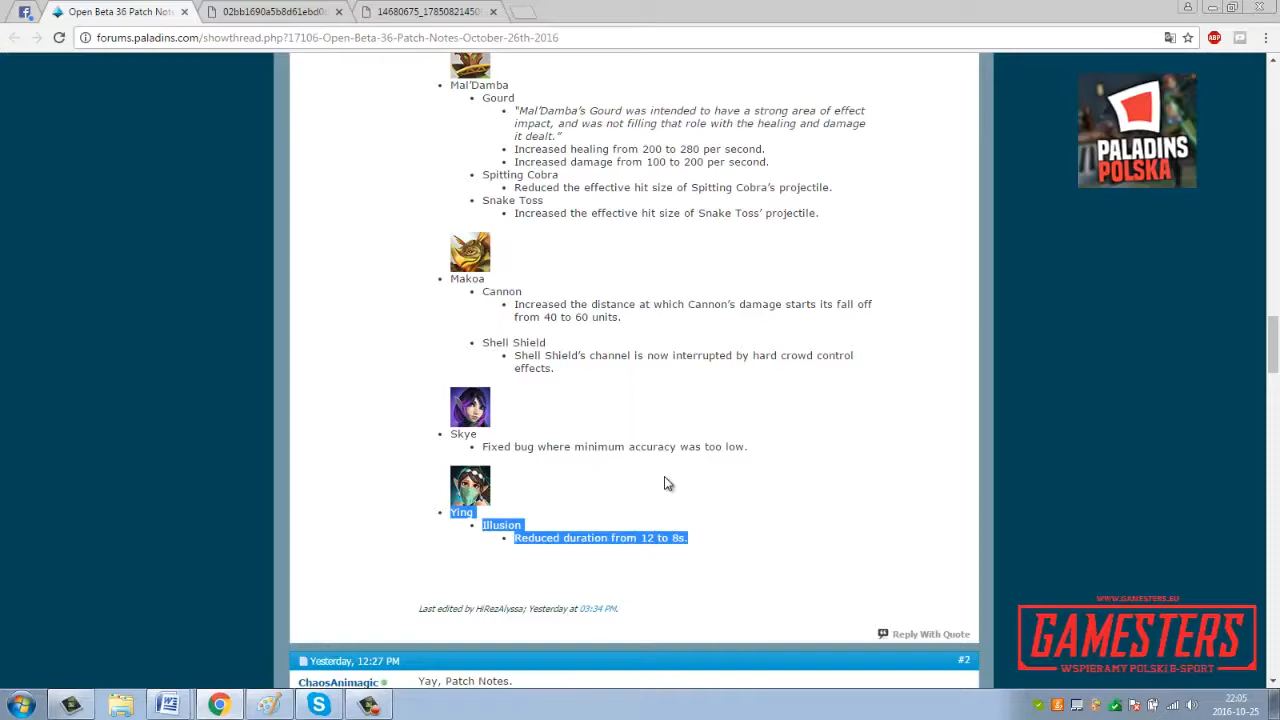 Open Beta 36 Patch Not
02bb1690a5b8d61ebd0
14680675_1785082145
forums.paladins.com/showthread.php?17106-Open-Beta-36-Patch-Notes-October-26th-2016
ABP
• Mal'Damba
• Gourd
• "Mal'Damba's Gourd was intended to have a strong area of effect
impact, and was not filling that role with the healing and damage
it dealt."
• Increased healing from 200 to 280 per second.
• Increased damage from 100 to 200 per second.
• Spitting Cobra
• Reduced the effective hit size of Spitting Cobra's projectile.
• Snake Toss
• Increased the effective hit size of Snake Toss' projectile.
• Makoa
• Cannon
• Increased the distance at which Cannon's damage starts its fall off
from 40 to 60 units.
• Shell Shield
• Shell Shield's channel is now interrupted by hard crowd control
effects.
• Skye
• Fixed bug where minimum accuracy was too low.
• Ying
• Illusion
• Reduced duration from 12 to 8s.
Last edited by HiRezAlyssa; Yesterday at 03:34 PM.
Reply With Quote
Yesterday, 12:27 PM
#2
ChaosAnimagic
Yay, Patch Notes.
PALADINS
POLSKA
WWW.GAMESTERS.EU
GAMESTERS
WSPIERAMY POLSKI E-SPORT
22:05
2016-10-25